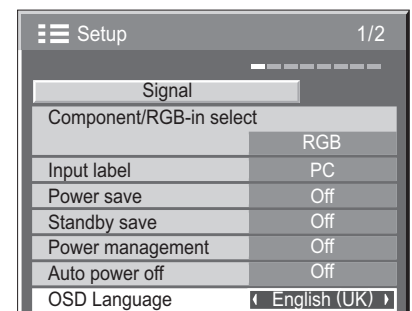 Setup 1/2
Signal
Component/RGB-in select
RGB
Input label PC
Power save Off
Standby save Off
Power management Off
Auto power off Off
OSD Language English (UK)